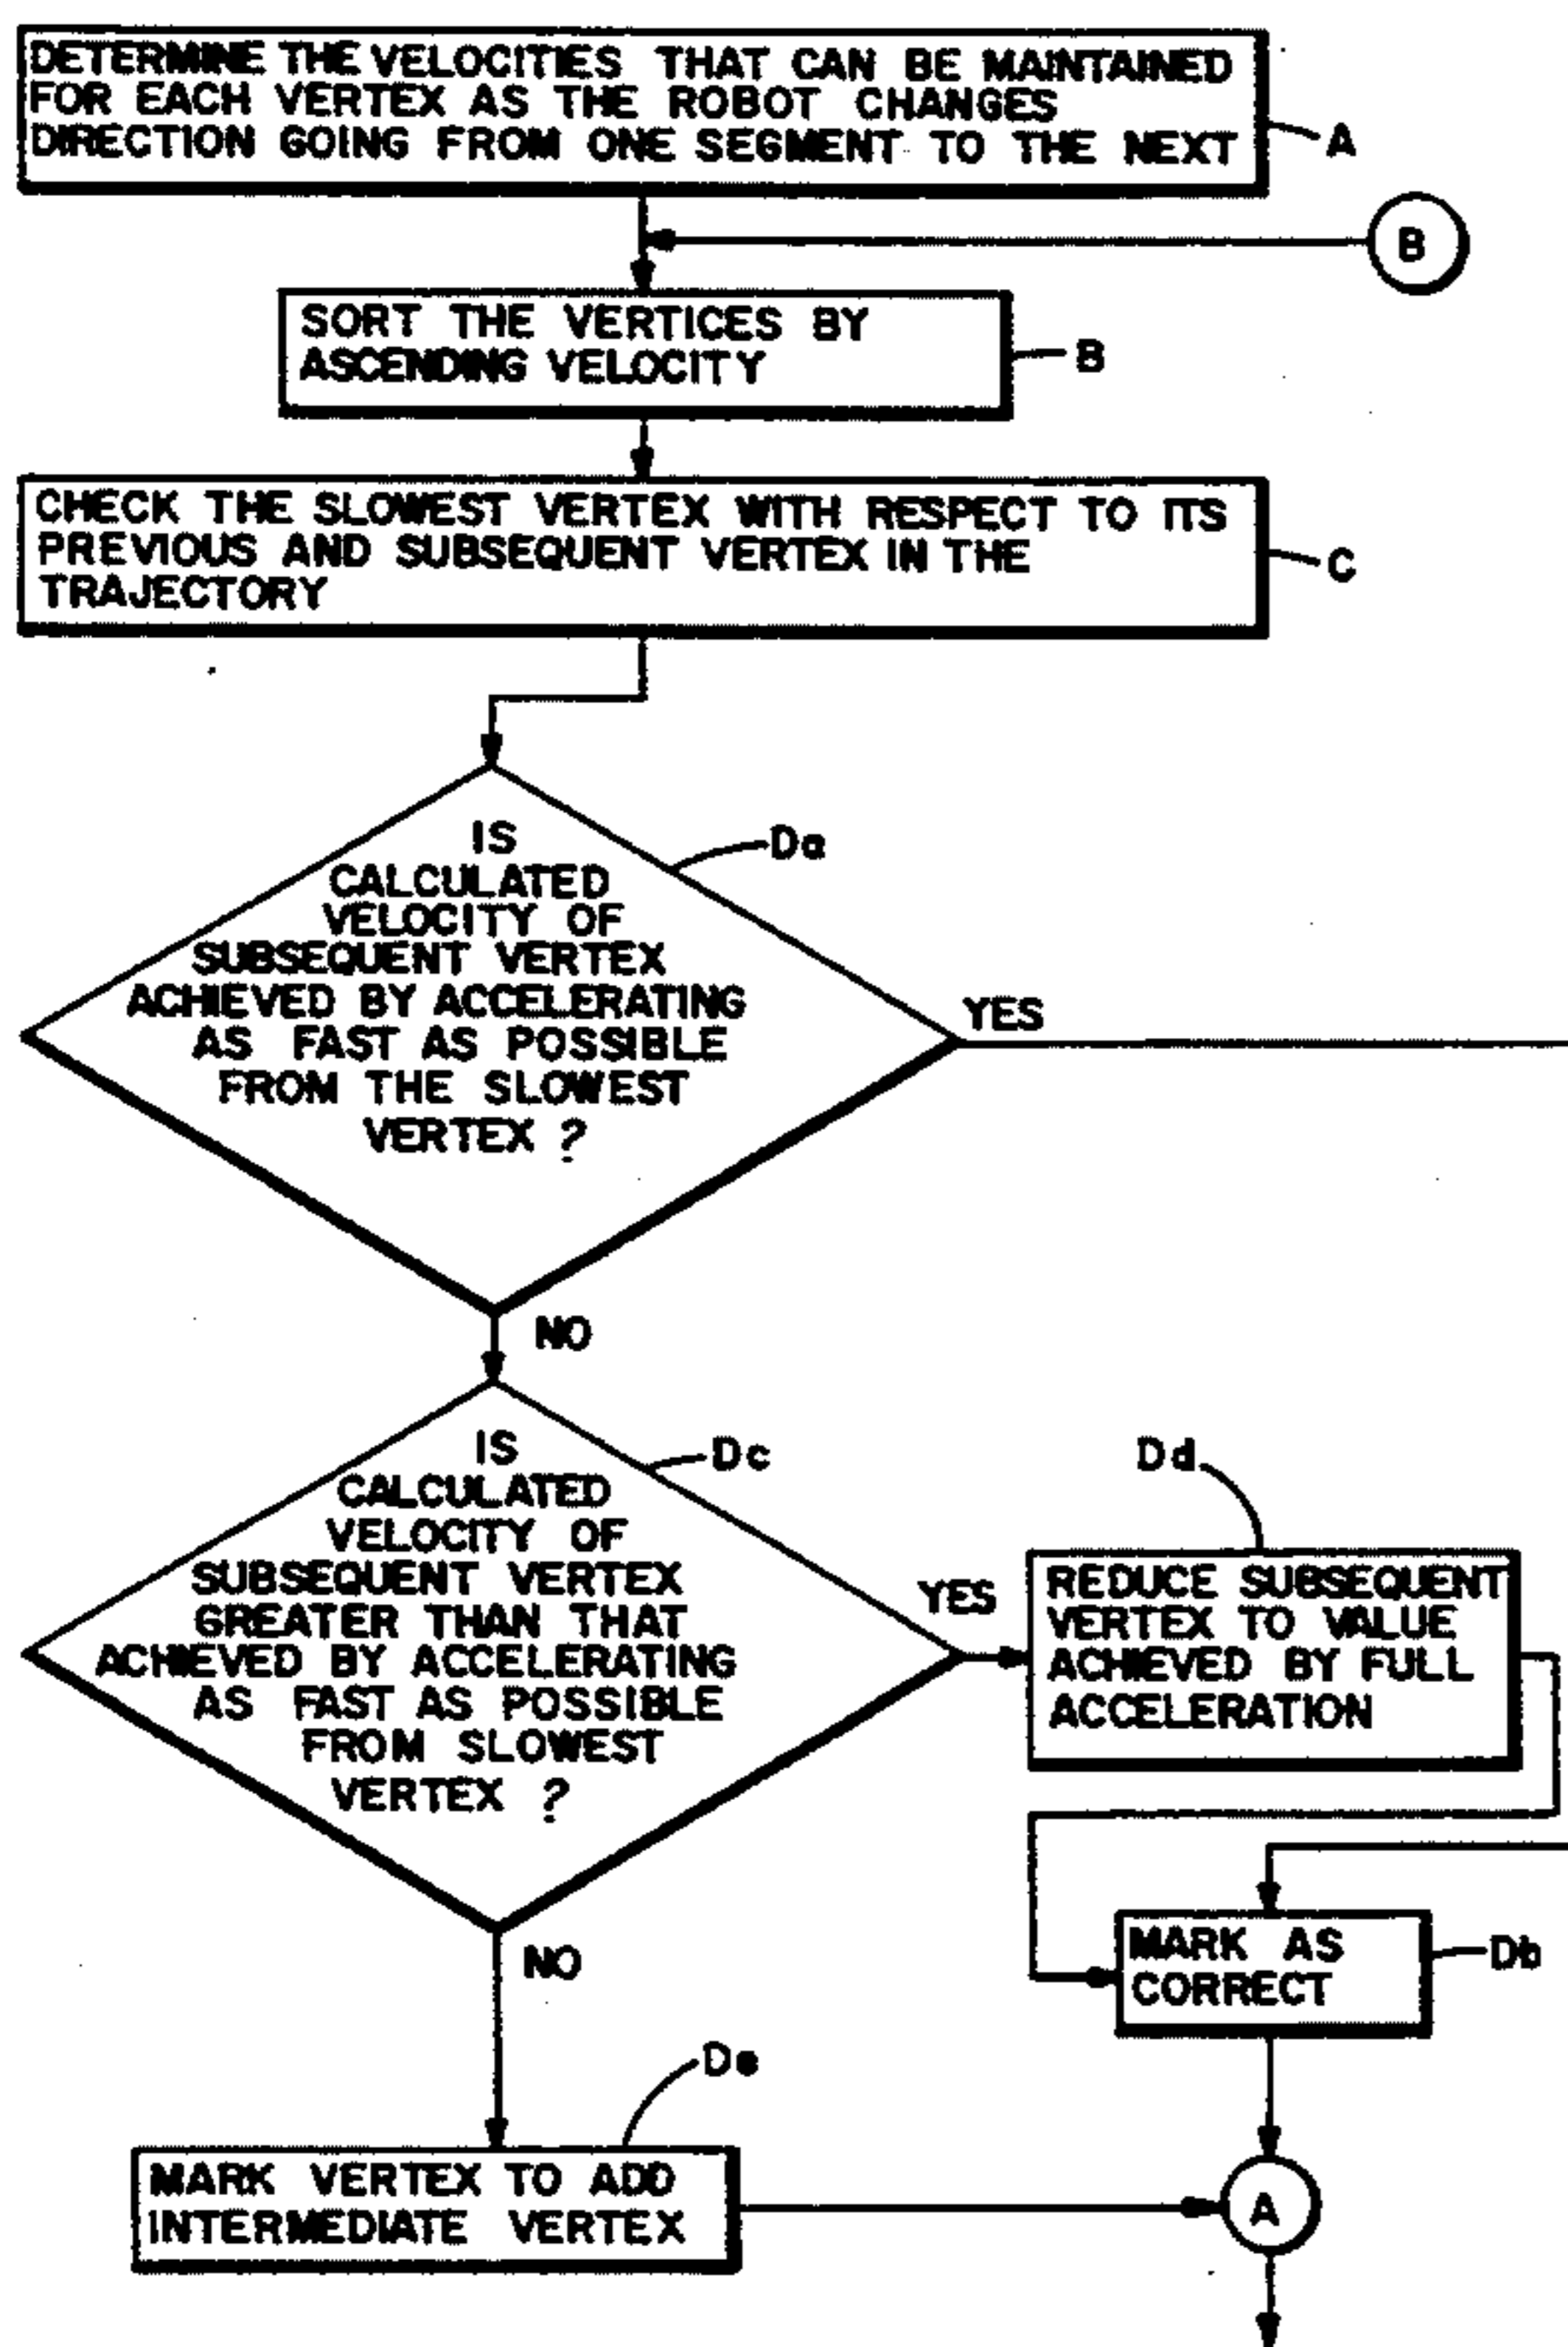 DETERMINE THE VELOCITIES THAT CAN BE MAINTAINED
FOR EACH VERTEX AS THE ROBOT CHANGES
DIRECTION GOING FROM ONE SEGMENT TO THE NEXT
A
B
SORT THE VERTICES BY
ASCENDING VELOCITY
B
CHECK THE SLOWEST VERTEX WITH RESPECT TO ITS
PREVIOUS AND SUBSEQUENT VERTEX IN THE
TRAJECTORY
C
IS
CALCULATED
VELOCITY OF
SUBSEQUENT VERTEX
ACHIEVED BY ACCELERATING
AS FAST AS POSSIBLE
FROM THE SLOWEST
VERTEX ?
Da
YES
NO
IS
CALCULATED
VELOCITY OF
SUBSEQUENT VERTEX
GREATER THAN THAT
ACHIEVED BY ACCELERATING
AS FAST AS POSSIBLE
FROM SLOWEST
VERTEX ?
Dc
YES
Dd
REDUCE SUBSEQUENT
VERTEX TO VALUE
ACHIEVED BY FULL
ACCELERATION
NO
MARK AS
CORRECT
Db
De
MARK VERTEX TO ADD
INTERMEDIATE VERTEX
A